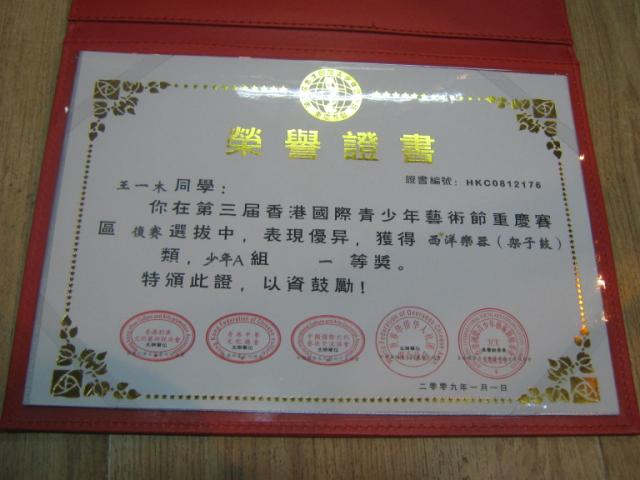 榮譽證書
證書編號：HKC0812176
王一木同學：
你在第三届香港國際青少年藝術節重慶賽
區 復賽 選拔中，表現優异，獲得 西洋樂器（架子鼓）
類，少年A組 一 等奬。
特頒此證，以資鼓勵！
二零零九年一月一日